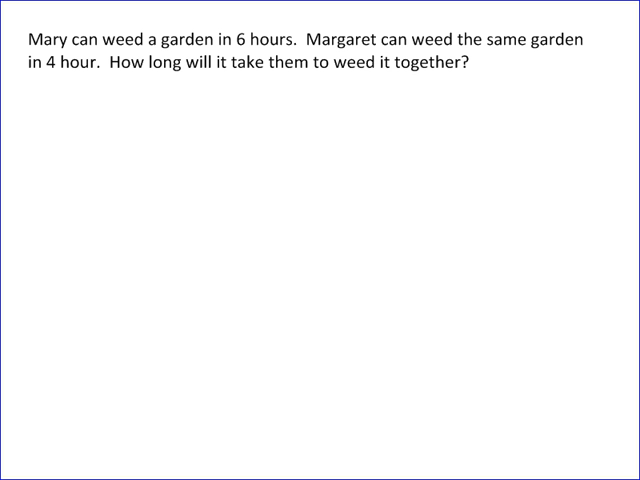 Mary can weed a garden in 6 hours.  Margaret can weed the same garden
in 4 hour.  How long will it take them to weed it together?